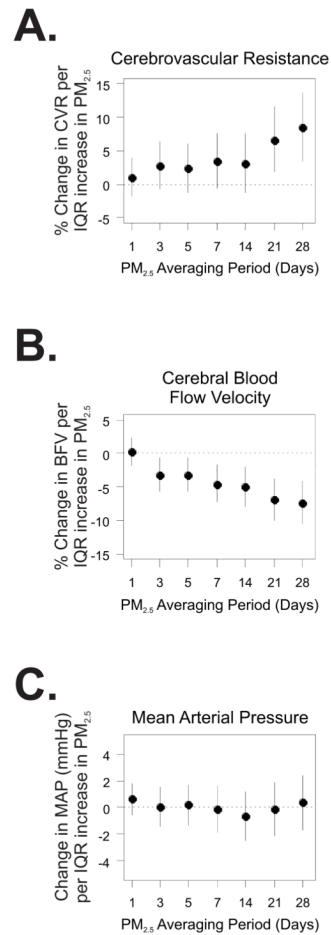 A.
Cerebrovascular Resistance
% Change in CVR per
IQR increase in PM2.5
15
10
5
0
-5
1 3 5 7 14 21 28
PM2.5 Averaging Period (Days)
B.
Cerebral Blood
Flow Velocity
% Change in BFV per
IQR increase in PM2.5
5
0
-5
-10
-15
1 3 5 7 14 21 28
PM2.5 Averaging Period (Days)
C.
Mean Arterial Pressure
Change in MAP (mmHg)
per IQR increase in PM2.5
4
2
0
-2
-4
1 3 5 7 14 21 28
PM2.5 Averaging Period (Days)